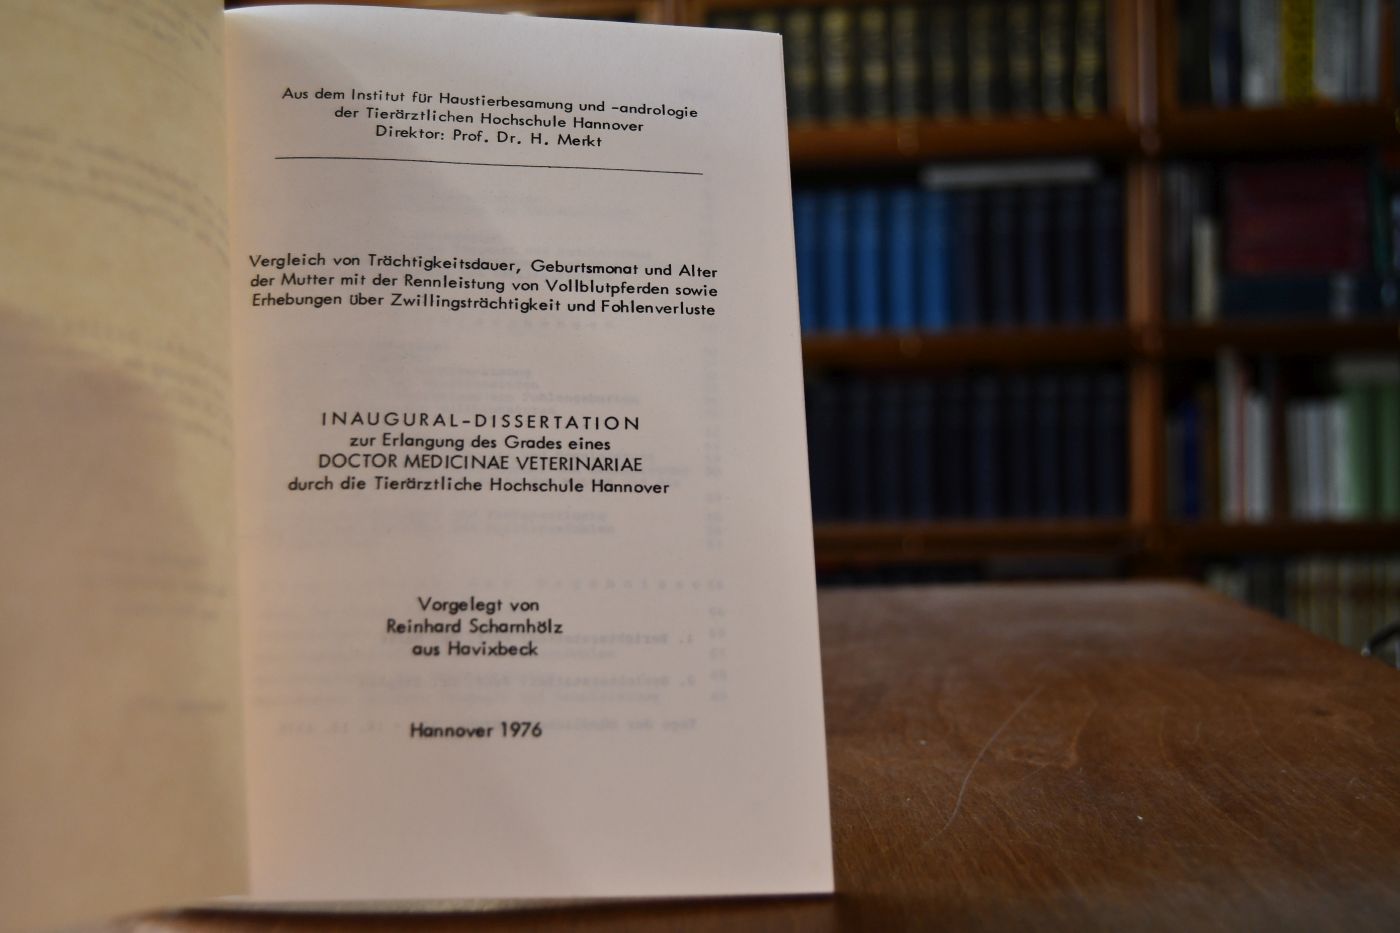 Aus dem Institut für Haustierbesamung und -andrologie
der Tierärztlichen Hochschule Hannover
Direktor: Prof. Dr. H. Merkt
Vergleich von Trächtigkeitsdauer, Geburtsmonat und Alter
der Mutter mit der Rennleistung von Vollblutpferden sowie
Erhebungen über Zwillingsträchtigkeit und Fohlenverluste
INAUGURAL-DISSERTATION
zur Erlangung des Grades eines
DOCTOR MEDICINAE VETERINARIAE
durch die Tierärztliche Hochschule Hannover
Vorgelegt von
Reinhard Scharnhölz
aus Havixbeck
Hannover 1976